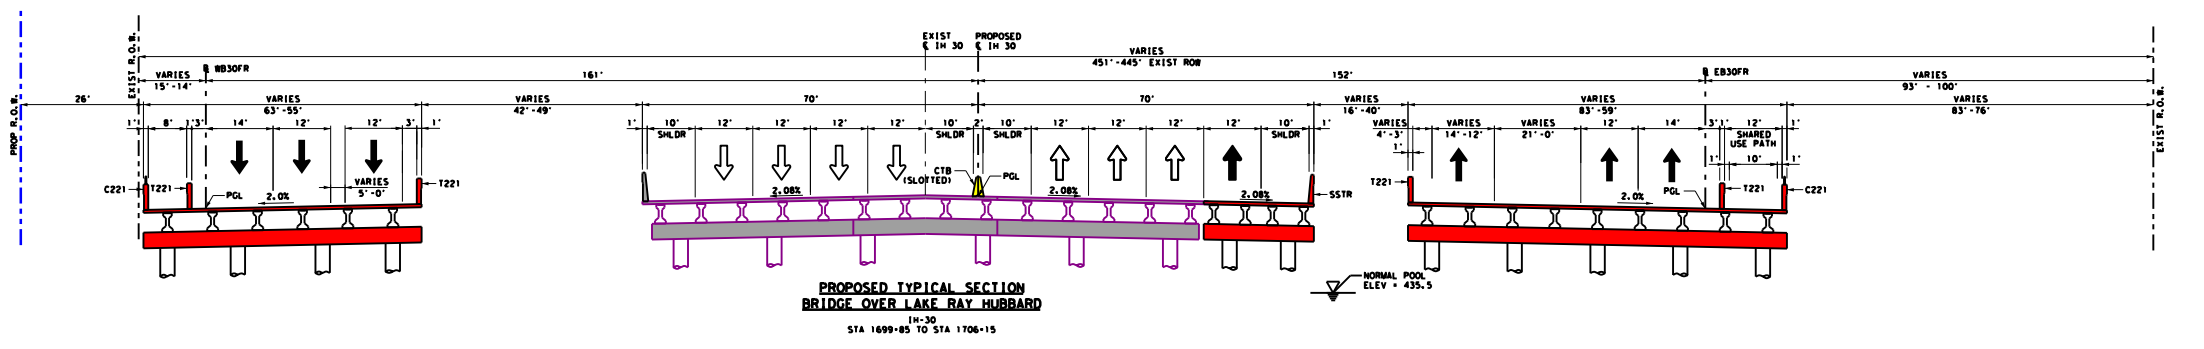 EXIST PROPOSED
℄ IH 30 ℄ IH 30
VARIES
451'-445' EXIST ROW
PROP R.O.W.
EXIST R.O.W.
EXIST R.O.W.
VARIES
15'-14'
℄ WB30FR
161'
152'
℄ EB30FR
VARIES
93' - 100'
26'
VARIES
63'-55'
VARIES
42'-49'
70'
70'
VARIES
16'-40'
VARIES
83'-59'
VARIES
83'-76'
1' 8' 1' 3' 14' 12' 12' 3' 1'
1' 10' 12' 12' 12' 12' 10' 2' 10' 12' 12' 12' 12' 10' 1'
SHLDR SHLDR SHLDR SHLDR
VARIES
4'-3'
1'
VARIES
14'-12'
VARIES
21'-0'
12' 14' 3' 1' 12' 1'
SHARED
USE PATH
1' 10' 1'
C221 T221
PGL
2.0%
VARIES
5'-0'
T221
2.08%
CTB
(SLOTTED)
PGL
2.08%
2.08%
SSTR
T221
2.0%
PGL
T221
C221
NORMAL POOL
ELEV = 435.5
PROPOSED TYPICAL SECTION
BRIDGE OVER LAKE RAY HUBBARD
IH-30
STA 1699+85 TO STA 1706+15